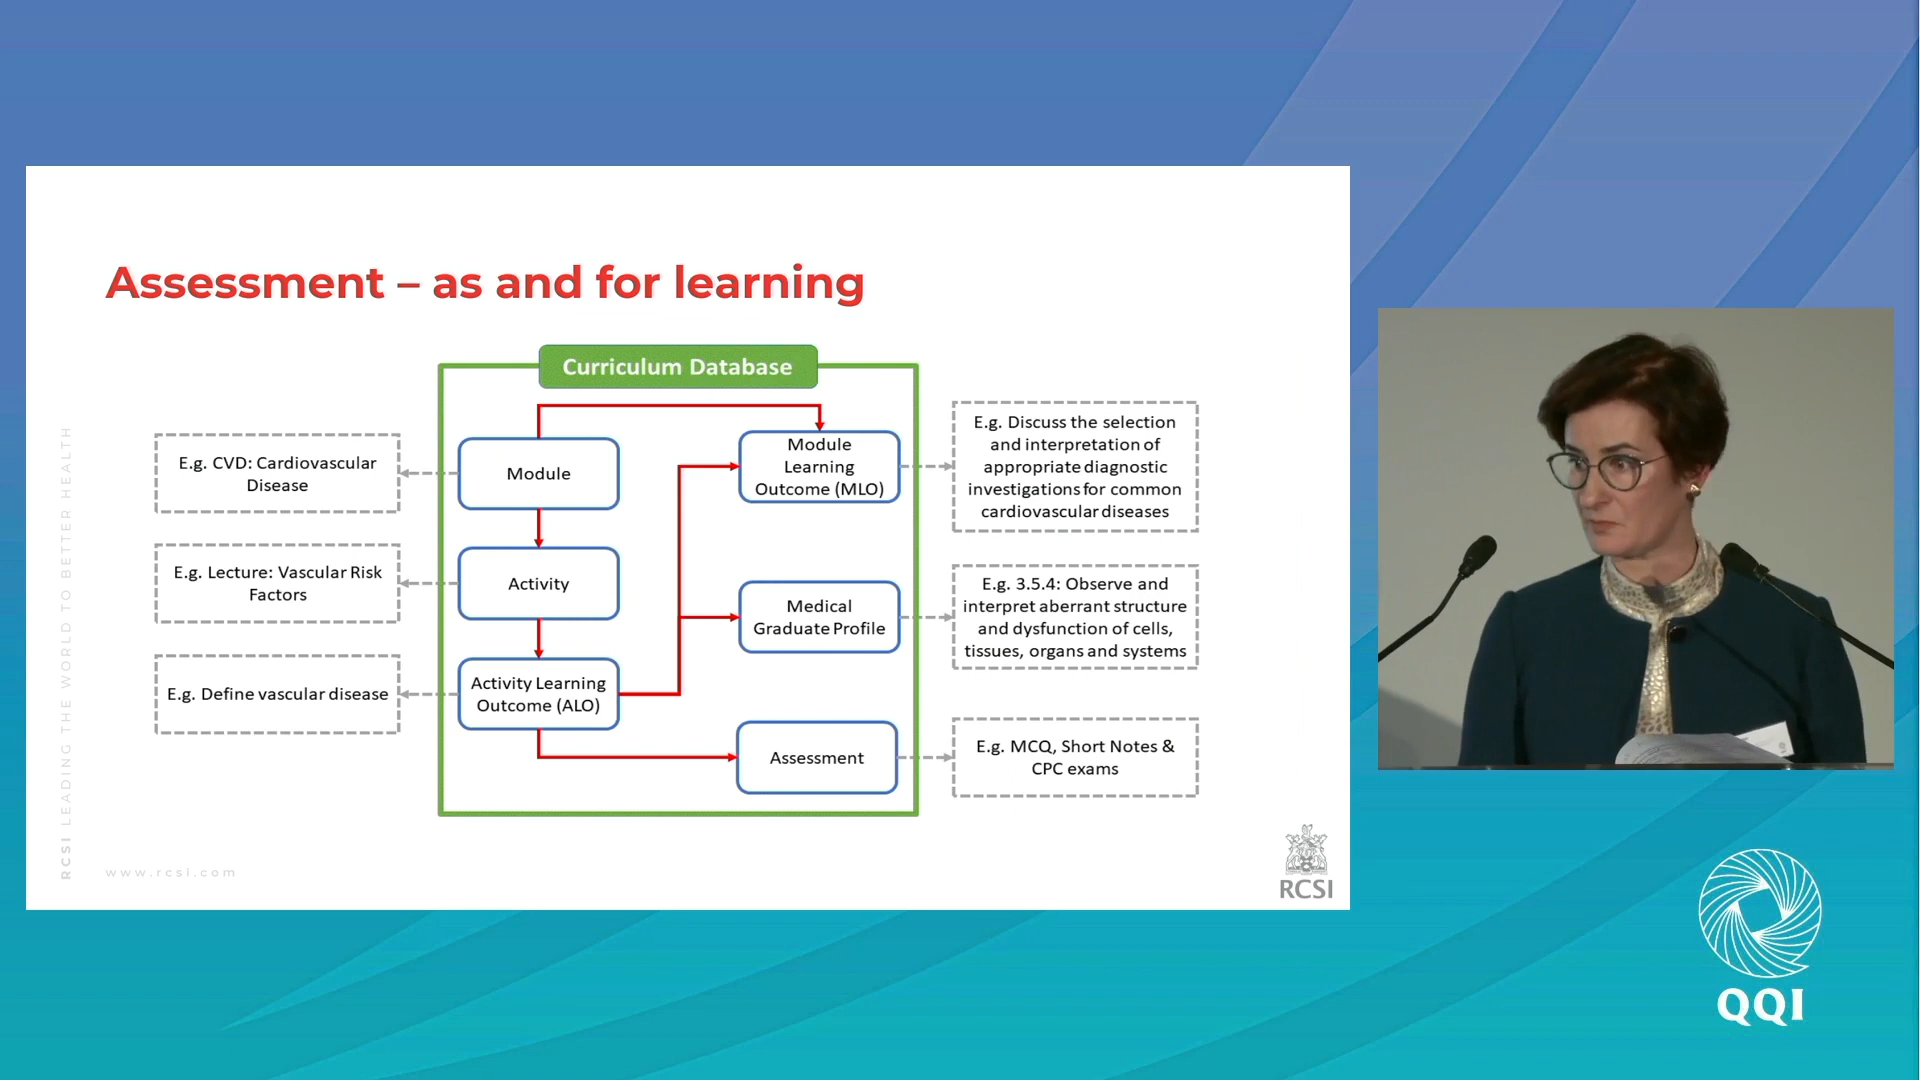 Assessment – as and for learning
Curriculum Database
E.g. CVD: Cardiovascular
Disease
E.g. Lecture: Vascular Risk
Factors
E.g. Define vascular disease
Module
Activity
Activity Learning
Outcome (ALO)
Module
Learning
Outcome (MLO)
Medical
Graduate Profile
Assessment
E.g. Discuss the selection
and interpretation of
appropriate diagnostic
investigations for common
cardiovascular diseases
E.g. 3.5.4: Observe and
interpret aberrant structure
and dysfunction of cells,
tissues, organs and systems
E.g. MCQ, Short Notes &
CPC exams
RCSI LEADING THE WORLD TO BETTER HEALTH
www.rcsi.com
RCSI
QQI